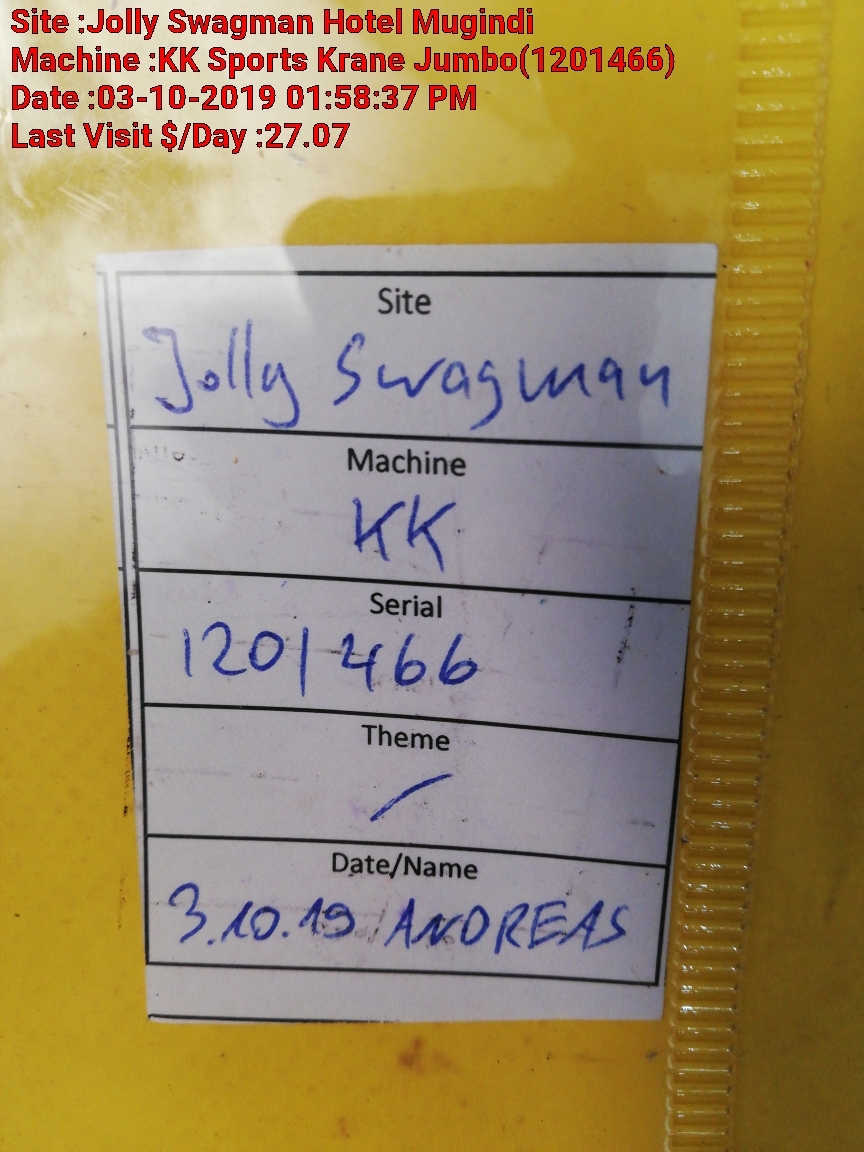 Site :Jolly Swagman Hotel Mugindi
Machine :KK Sports Krane Jumbo(1201466)
Date :03-10-2019 01:58:37 PM
Last Visit $/Day :27.07
Site
Jolly Swagman
Machine
KK
Serial
1201466
Theme
/
Date/Name
3.10.19 ANDREAS